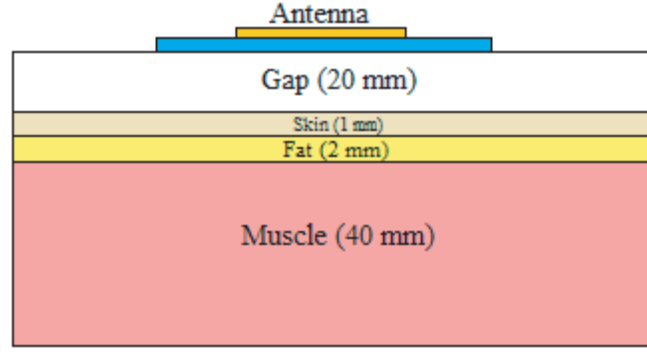 Antenna
Gap (20 mm)
Skin (1 mm)
Fat (2 mm)
Muscle (40 mm)